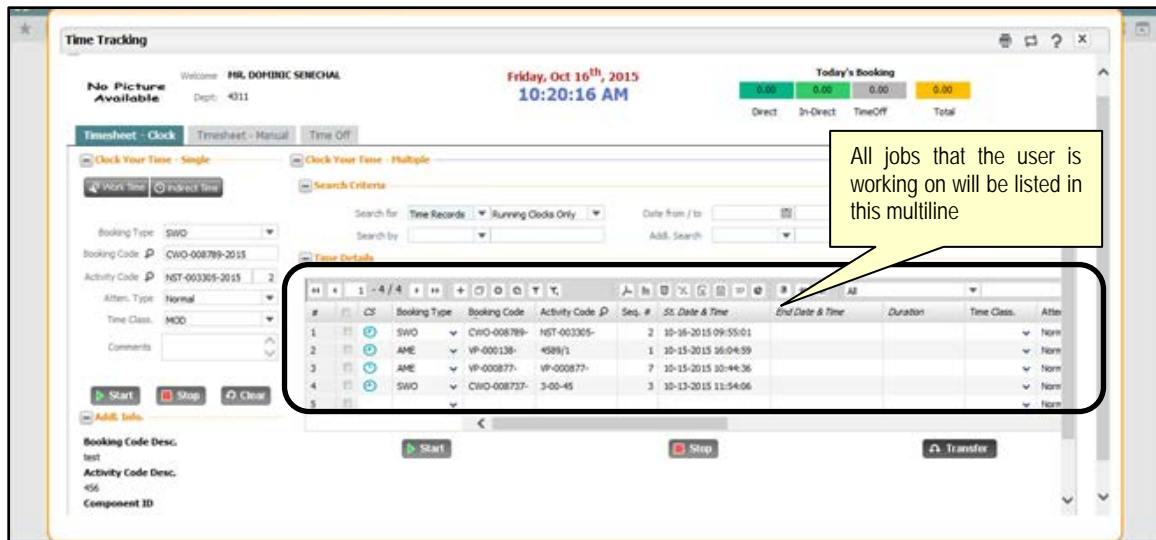 Time Tracking
No Picture Available
Welcome MR. DOMINIC SENECHAL
Dept: 4311
Friday, Oct 16th, 2015
10:20:16 AM
Today's Booking
0.00 0.00 0.00 0.00
Direct In-Direct TimeOff Total
Timesheet - Clock Timesheet - Manual Time Off
Clock Your Time - Single
Work Time Indirect Time
Booking Type SWO
Booking Code CWO-008789-2015
Activity Code NST-003305-2015 2
Atten. Type Normal
Time Class. MOD
Comments
Start Stop Clear
Addl. Info.
Booking Code Desc.
test
Activity Code Desc.
456
Component ID
Clock Your Time - Multiple
Search Criteria
Search for Time Records Running Clocks Only Date from / to
Search by Addl. Search
All jobs that the user is
working on will be listed in
this multiline
Time Details
1 - 4 / 4 All
# CS Booking Type Booking Code Activity Code Seq. # St. Date & Time End Date & Time Duration Time Class. Atten
1 SWO CWO-008789- NST-003305- 2 10-16-2015 09:55:01 Norm
2 AME VP-000138- 4589/1 1 10-15-2015 16:04:59 Norm
3 AME VP-000877- VP-000877- 7 10-15-2015 10:44:36 Norm
4 SWO CWO-008737- 3-00-45 3 10-13-2015 11:54:06 Norm
5 Norm
Start Stop Transfer